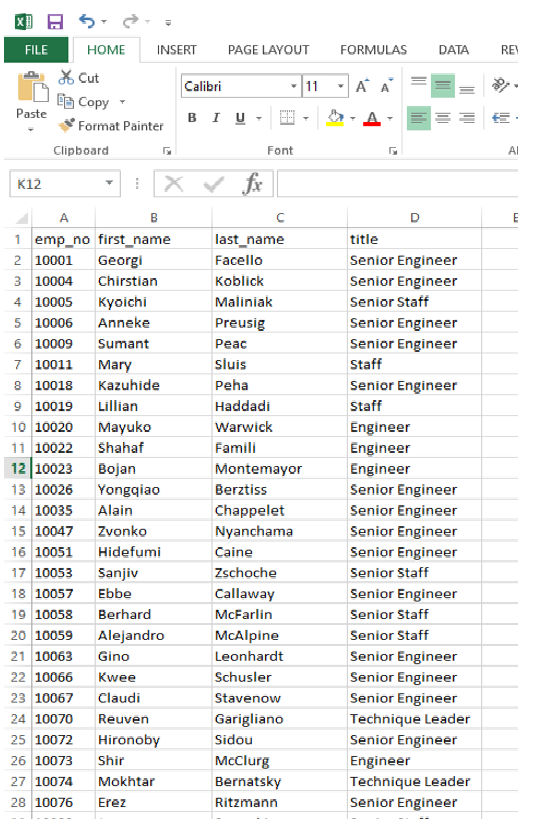 FILE HOME INSERT PAGE LAYOUT FORMULAS DATA
Cut
Copy
Paste
Format Painter
Calibri 11
B I U
Clipboard Font
K12 fx
A B C D E
1 emp_no first_name last_name title
2 10001 Georgi Facello Senior Engineer
3 10004 Chirstian Koblick Senior Engineer
4 10005 Kyoichi Maliniak Senior Staff
5 10006 Anneke Preusig Senior Engineer
6 10009 Sumant Peac Senior Engineer
7 10011 Mary Sluis Staff
8 10018 Kazuhide Peha Senior Engineer
9 10019 Lillian Haddadi Staff
10 10020 Mayuko Warwick Engineer
11 10022 Shahaf Famili Engineer
12 10023 Bojan Montemayor Engineer
13 10026 Yongqiao Berztiss Senior Engineer
14 10035 Alain Chappelet Senior Engineer
15 10047 Zvonko Nyanchama Senior Engineer
16 10051 Hidefumi Caine Senior Engineer
17 10053 Sanjiv Zschoche Senior Staff
18 10057 Ebbe Callaway Senior Engineer
19 10058 Berhard McFarlin Senior Staff
20 10059 Alejandro McAlpine Senior Staff
21 10063 Gino Leonhardt Senior Engineer
22 10066 Kwee Schusler Senior Engineer
23 10067 Claudi Stavenow Senior Engineer
24 10070 Reuven Garigliano Technique Leader
25 10072 Hironoby Sidou Senior Engineer
26 10073 Shir McClurg Engineer
27 10074 Mokhtar Bernatsky Technique Leader
28 10076 Erez Ritzmann Senior Engineer